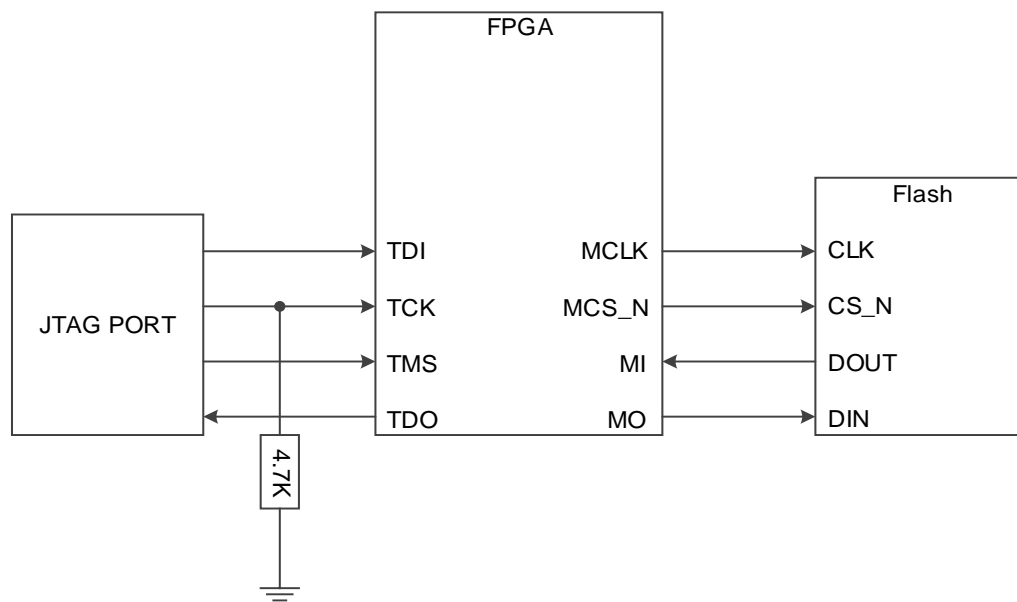 FPGA
Flash
JTAG PORT
TDI
TCK
TMS
TDO
MCLK
MCS_N
MI
MO
CLK
CS_N
DOUT
DIN
4.7K